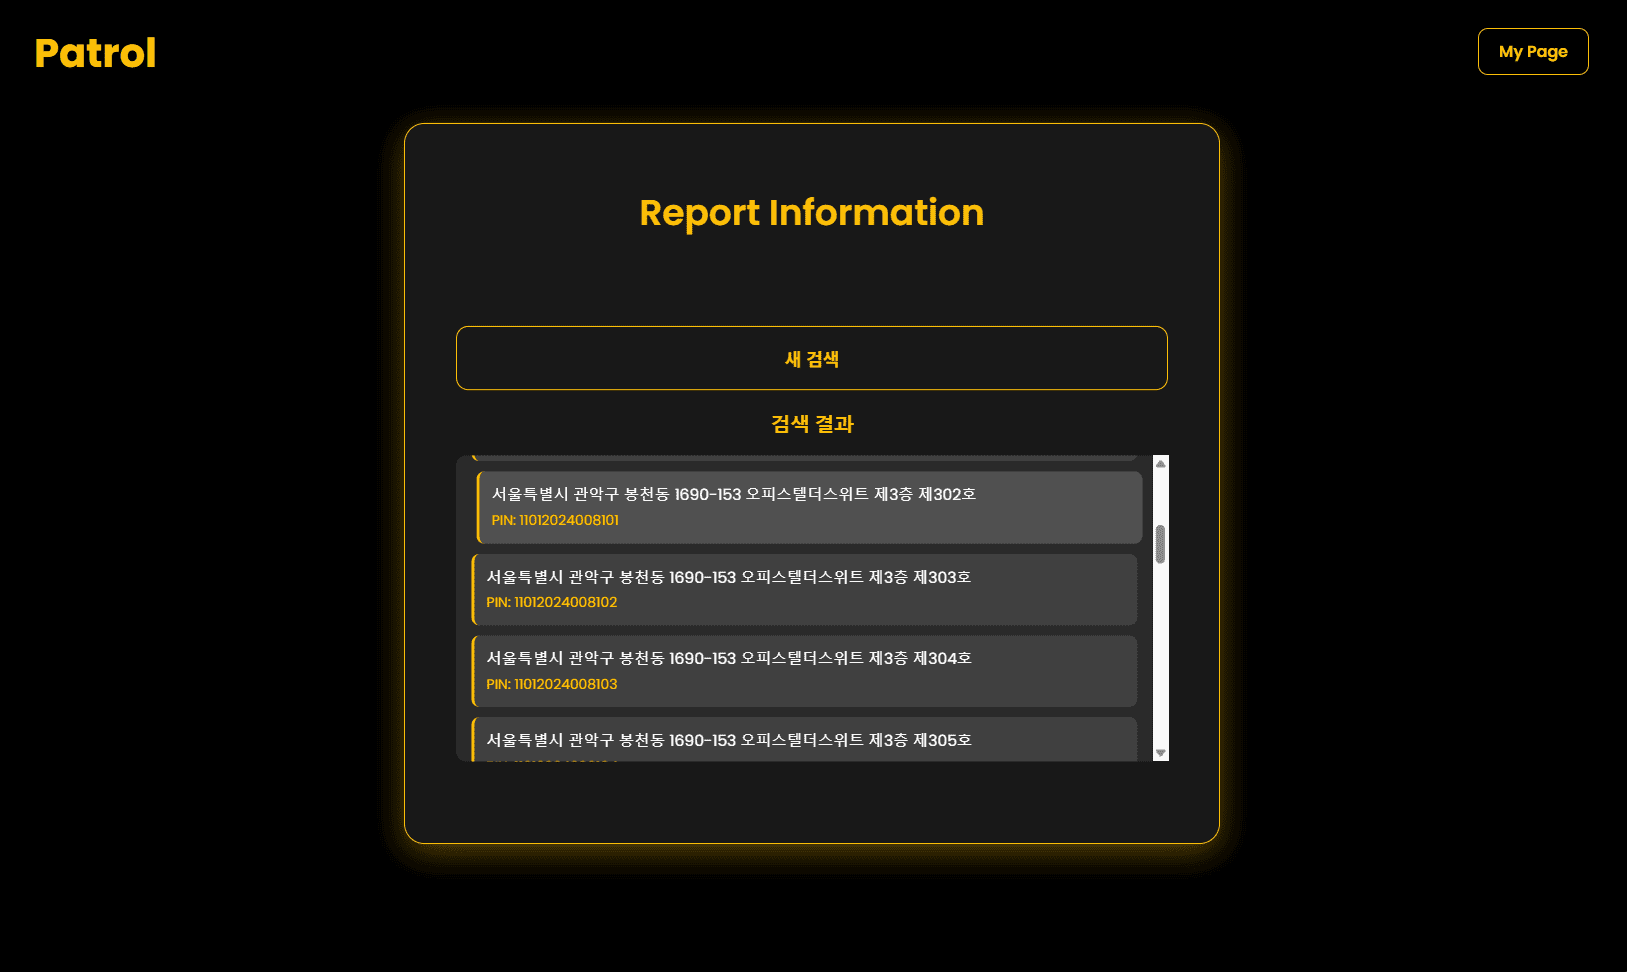 Patrol
My Page
Report Information
새 검색
검색 결과
서울특별시 관악구 봉천동 1690-153 오피스텔더스위트 제3층 제302호
PIN: 11012024008101
서울특별시 관악구 봉천동 1690-153 오피스텔더스위트 제3층 제303호
PIN: 11012024008102
서울특별시 관악구 봉천동 1690-153 오피스텔더스위트 제3층 제304호
PIN: 11012024008103
서울특별시 관악구 봉천동 1690-153 오피스텔더스위트 제3층 제305호